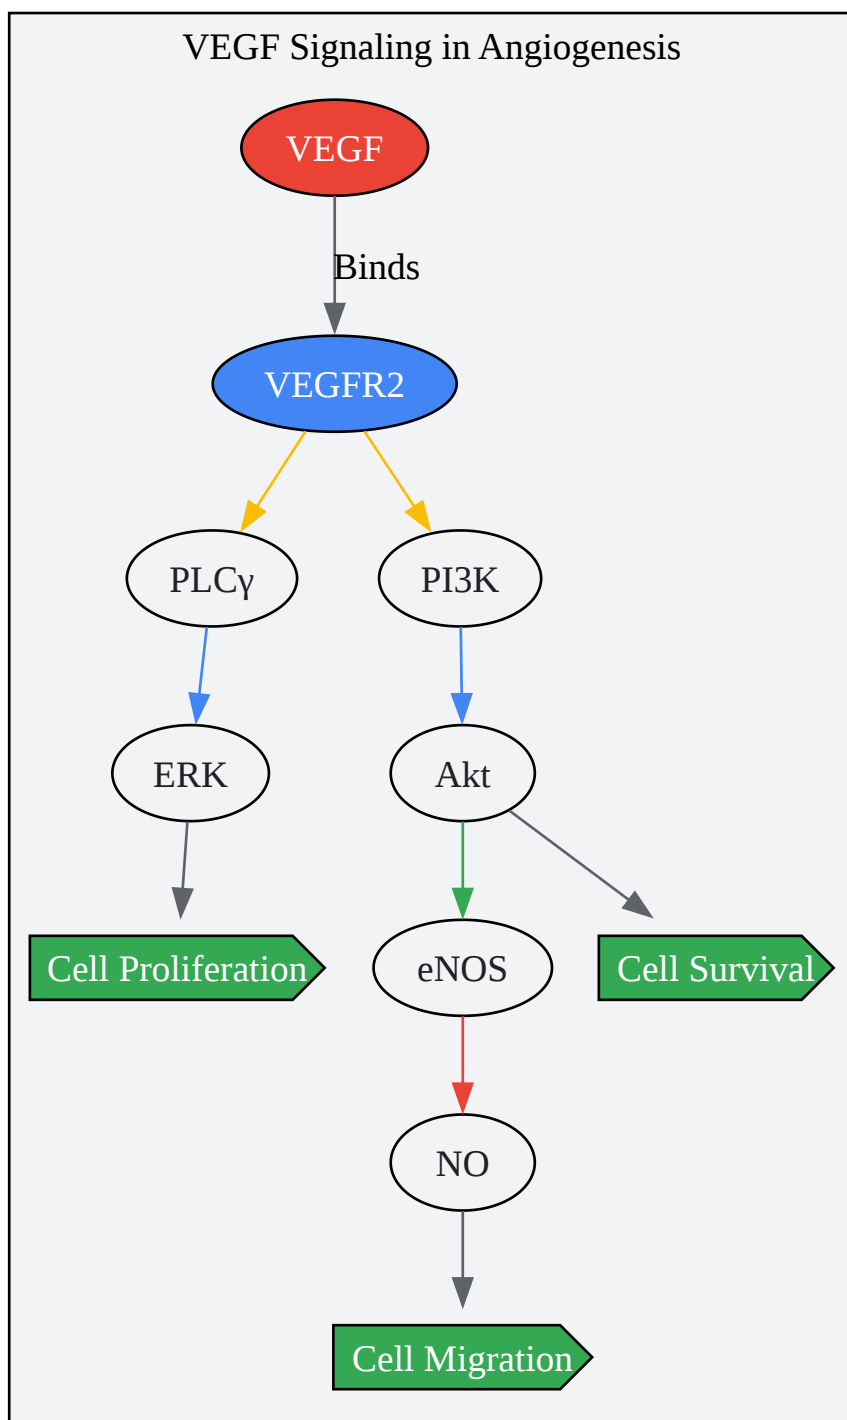 VEGF Signaling in Angiogenesis
VEGF
Binds
VEGFR2
PLCγ
PI3K
ERK
Akt
Cell Proliferation
eNOS
Cell Survival
NO
Cell Migration